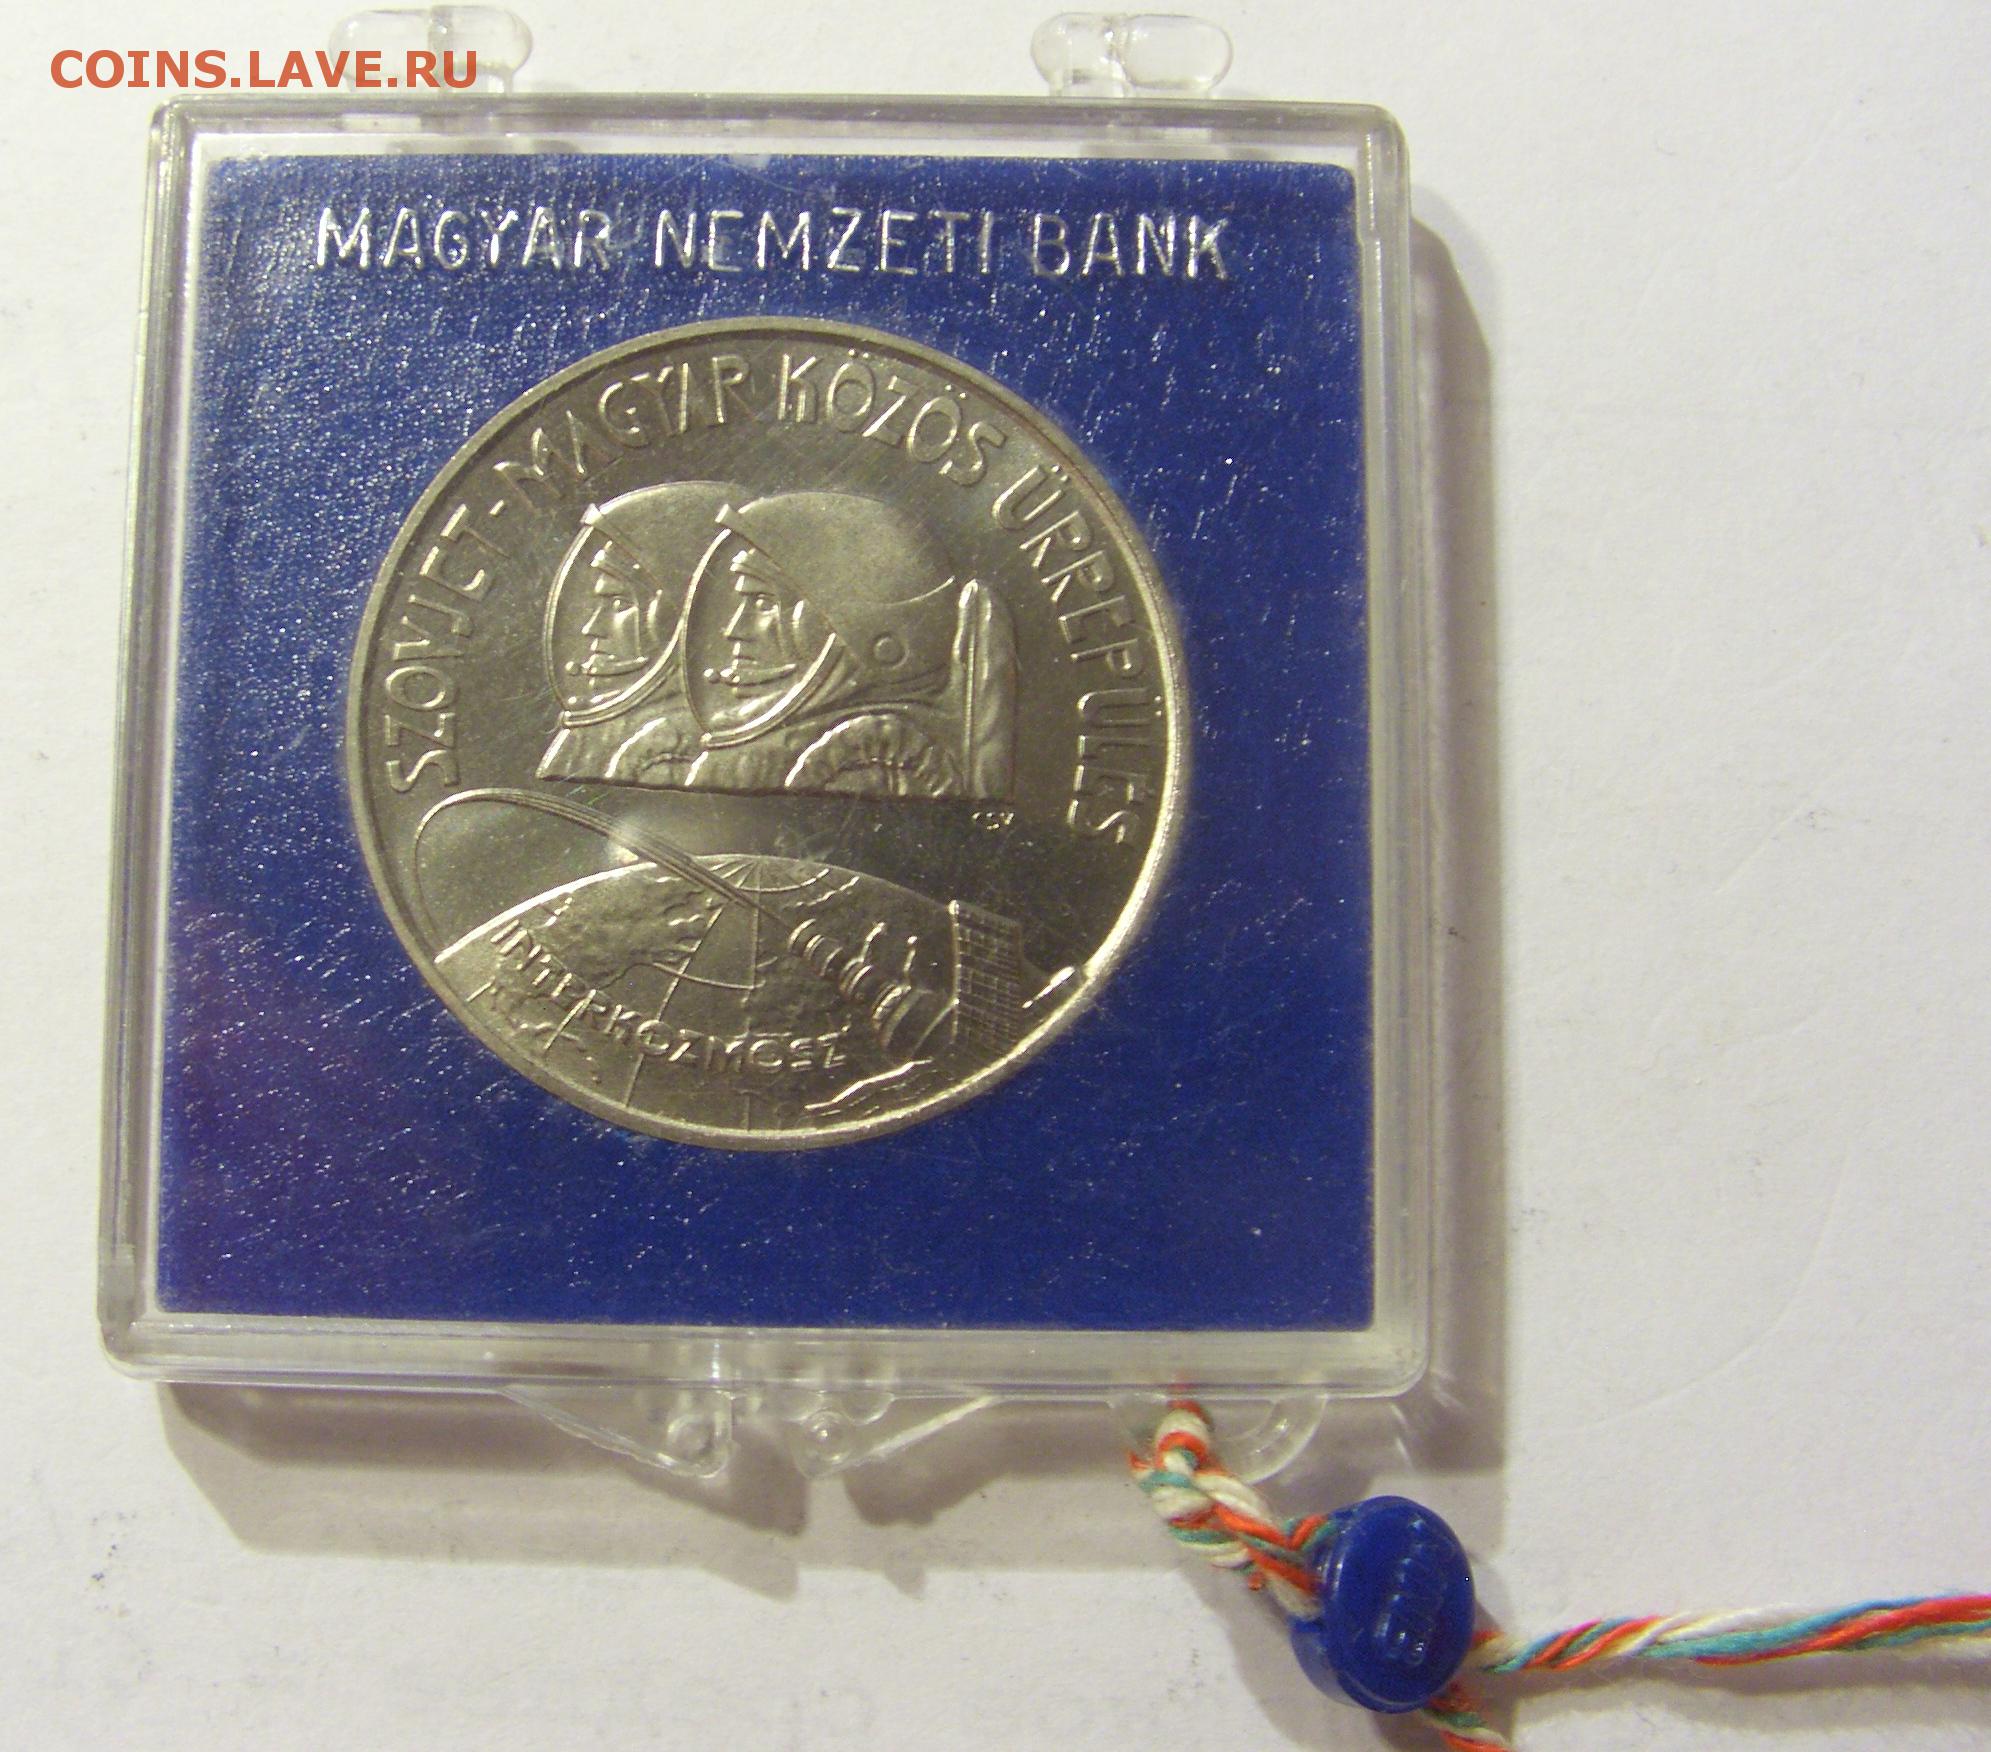 COINS.LAVE.RU
MAGYAR NEMZETI BANK
SZOVJET-MAGYAR KÖZÖS ŰRREPÜLÉS
INTERKOZMOSZ